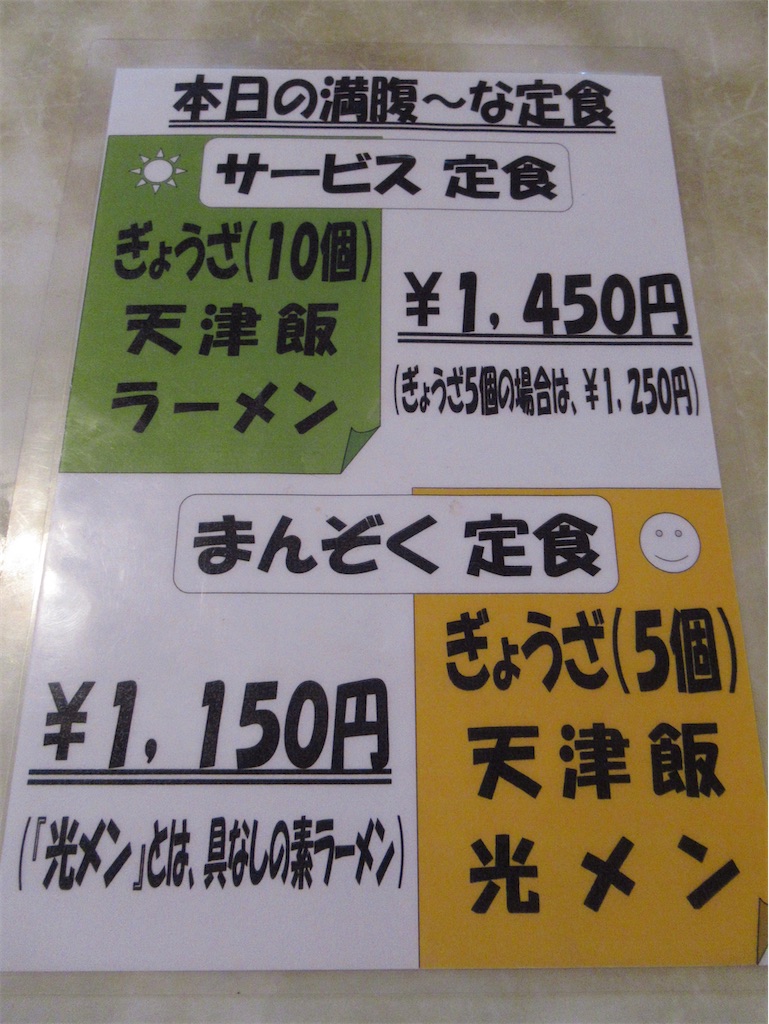 本日の満腹～な定食
サービス 定食
ぎょうざ(10個)
天津飯
ラーメン
￥1,450円
(ぎょうざ5個の場合は、￥1,250円)
まんぞく 定食
ぎょうざ(5個)
天津飯
光メン
￥1,150円
(『光メン』とは、具なしの素ラーメン)